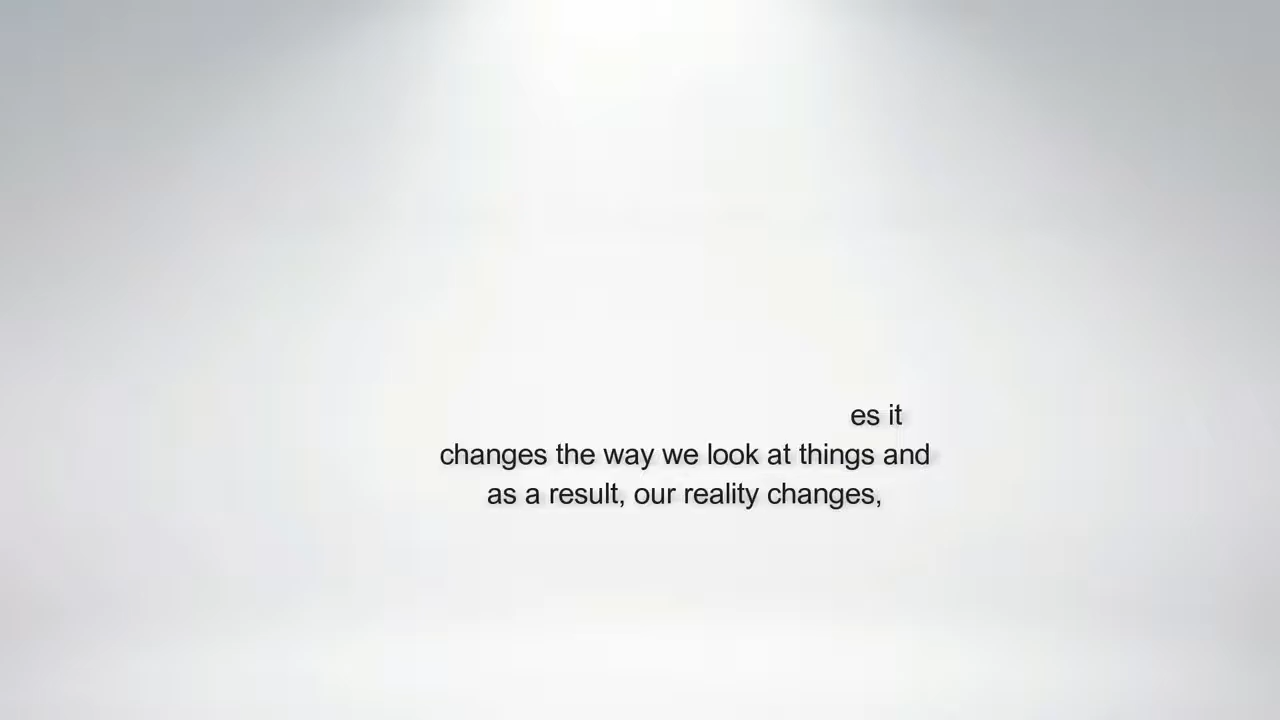 es it
changes the way we look at things and
as a result, our reality changes,